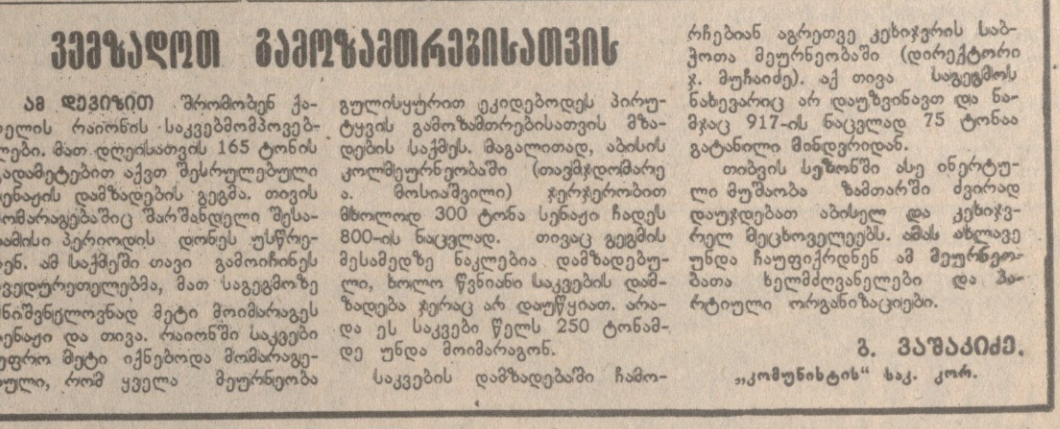 ვემზადოთ გამოზამთრებისათვის
ამ დევიზით შრომობენ ქა-
რელის რაიონის საკვებმომპოვებ-
ლები. მათ დღეისათვის 165 ტონის
გადამეტებით აქვთ შესრულებული
სენაჟის დამზადების გეგმა. თივის
მომარაგებაშიც შარშანდელი შესა-
ბამისი პერიოდის დონეს უსწრე-
ბენ. ამ საქმეში თავი გამოიჩინეს
მათ საგეგმოზე
მნიშვნელოვნად მეტი მოიმარაგეს
სენაჟი და თივა. რაიონში საკვები
უფრო მეტი იქნებოდა მომარაგე-
ბული, რომ ყველა მეურნეობა
გულისყურით ეკიდებოდეს პირუ-
ტყვის გამოზამთრებისათვის მზა-
დების საქმეს. მაგალითად, აბისის
კოლმეურნეობაში (თავმჯდომარე
ა. მოსიაშვილი) ჯერჯერობით
მხოლოდ 300 ტონა სენაჟი ჩადეს
800-ის ნაცვლად. თივაც გეგმის
მესამედზე ნაკლებია დამზადებუ-
ლი, ხოლო წვნიანი საკვების დამ-
ზადება ჯერაც არ დაუწყიათ. არა-
და ეს საკვები წელს 250 ტონამ-
დე უნდა მოიმარაგონ.
საკვების დამზადებაში ჩამო-
რჩებიან აგრეთვე კეხიჯვრის საბ-
ჭოთა მეურნეობაში (დირექტორი
ჯ. მუჩაიძე). აქ თივა საგეგმოს
ნახევარიც არ დაუზვინავთ და ნა-
მჯაც 917-ის ნაცვლად 75 ტონაა
გატანილი მინდვრიდან.
თიბვის სეზონში ასე ინერტუ-
ლი მუშაობა ზამთარში ძვირად
დაუჯდებათ აბისელ და კეხიჯვ-
რელ მეცხოველეებს. ამას ახლავე
უნდა ჩაუფიქრდნენ ამ მეურნეო-
ბათა ხელმძღვანელები და პა-
რტიული ორგანიზაციები.
გ. ვაშაკიძე.
„კომუნისტის“ საკ. კორ.